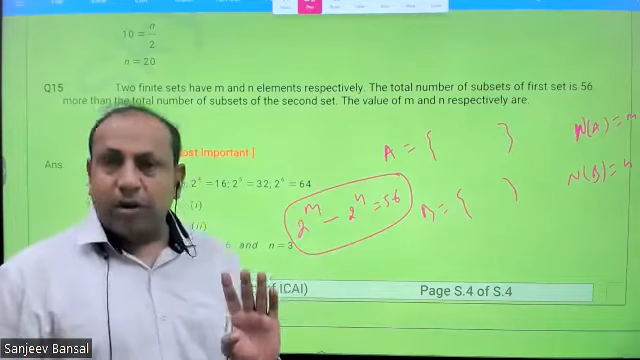 10 = n/2
n = 20
Q15 Two finite sets have m and n elements respectively. The total number of subsets of first set is 56
more than the total number of subsets of the second set. The value of m and n respectively are.
ost Important |
Ans.
2⁴ = 16; 2⁵ = 32; 2⁶ = 64
(i)
(ii)
6 and n = 3
A = { }
N(A) = m
B = { }
N(B) = n
2^m - 2^n = 56
of ICAI)
Page S.4 of S.4
Sanjeev Bansal